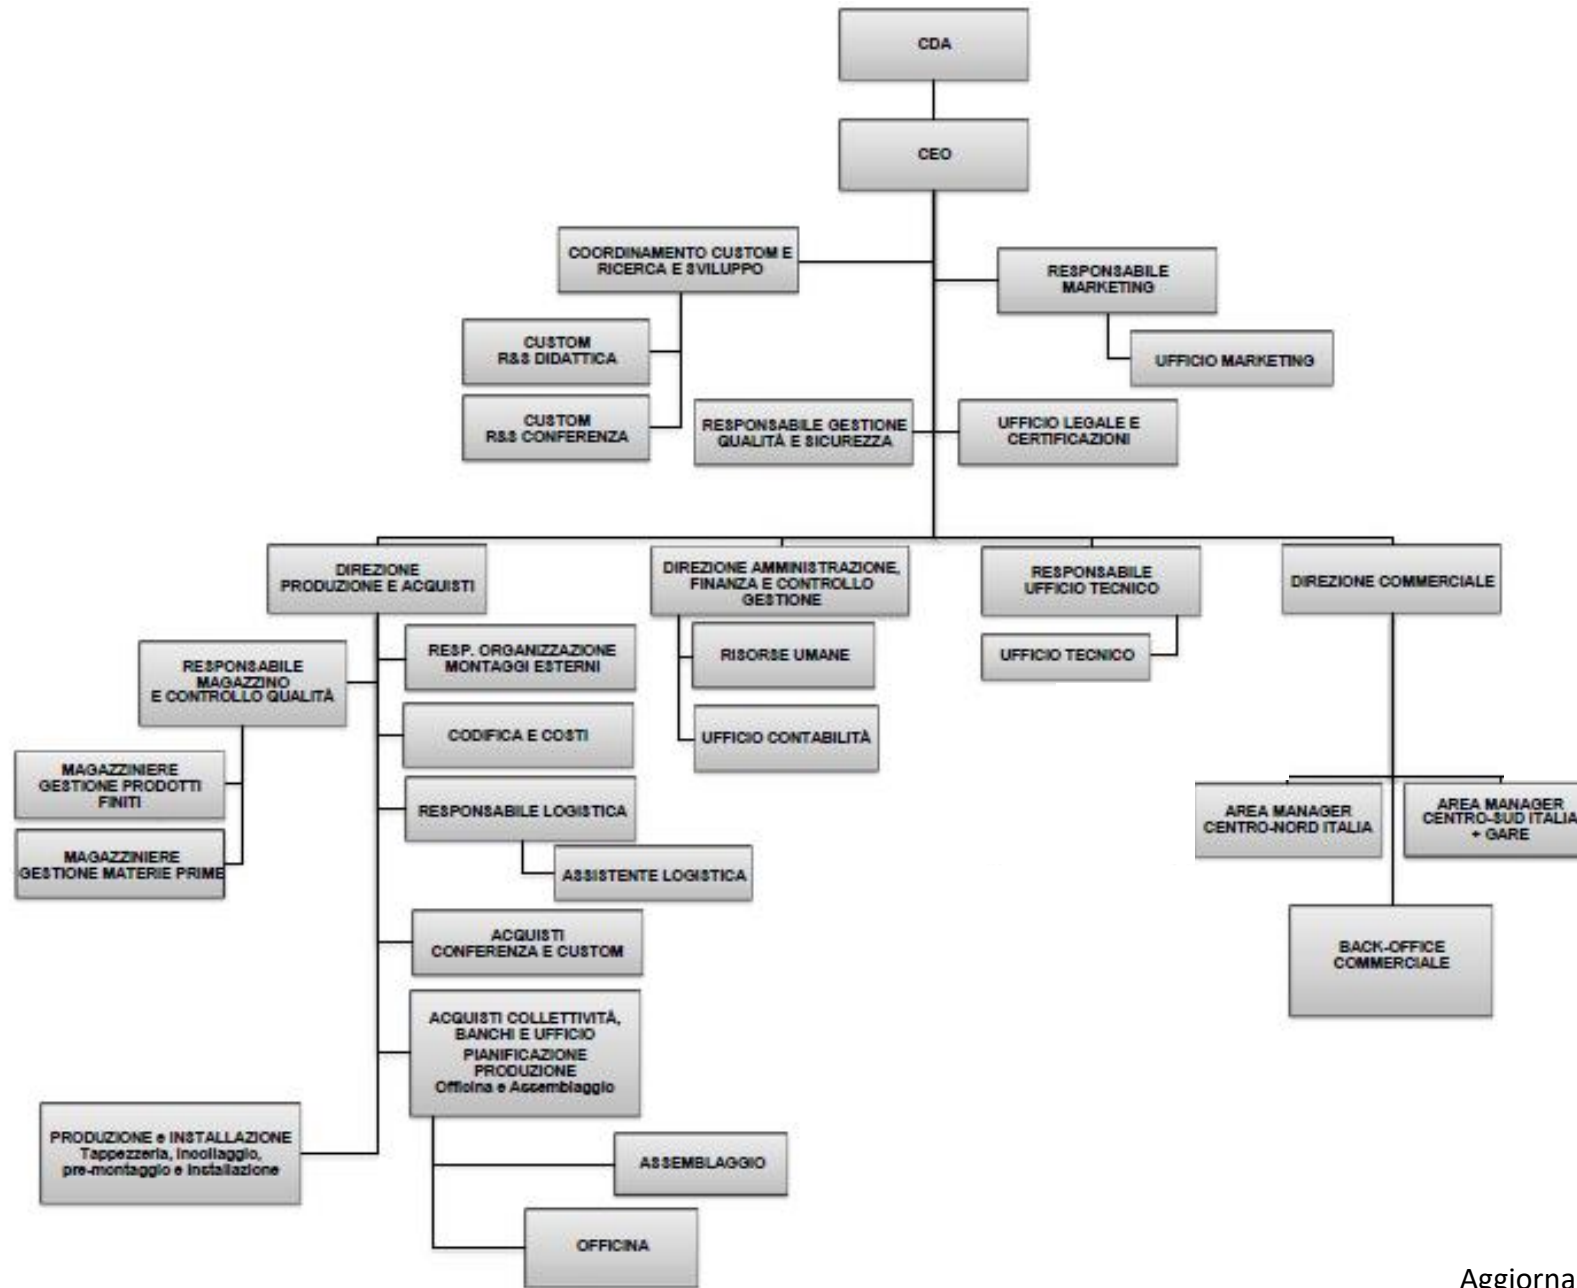 CDA
CEO
COORDINAMENTO CUSTOM E
RICERCA E SVILUPPO
RESPONSABILE
MARKETING
CUSTOM
R&S DIDATTICA
UFFICIO MARKETING
CUSTOM
R&S CONFERENZA
RESPONSABILE GESTIONE
QUALITÀ E SICUREZZA
UFFICIO LEGALE E
CERTIFICAZIONI
DIREZIONE
PRODUZIONE E ACQUISTI
DIREZIONE AMMINISTRAZIONE,
FINANZA E CONTROLLO
GESTIONE
RESPONSABILE
UFFICIO TECNICO
DIREZIONE COMMERCIALE
RESPONSABILE
MAGAZZINO
E CONTROLLO QUALITÀ
RESP. ORGANIZZAZIONE
MONTAGGI ESTERNI
RISORSE UMANE
UFFICIO TECNICO
CODIFICA E COSTI
UFFICIO CONTABILITÀ
MAGAZZINIERE
GESTIONE PRODOTTI
FINITI
RESPONSABILE LOGISTICA
AREA MANAGER
CENTRO-NORD ITALIA
AREA MANAGER
CENTRO-SUD ITALIA
+ GARE
MAGAZZINIERE
GESTIONE MATERIE PRIME
ASSISTENTE LOGISTICA
ACQUISTI
CONFERENZA E CUSTOM
BACK-OFFICE
COMMERCIALE
ACQUISTI COLLETTIVITÀ,
BANCHI E UFFICIO
PIANIFICAZIONE
PRODUZIONE
Officina e Assemblaggio
PRODUZIONE e INSTALLAZIONE
Tappezzeria, incollaggio,
pre-montaggio e installazione
ASSEMBLAGGIO
OFFICINA
Aggiorna